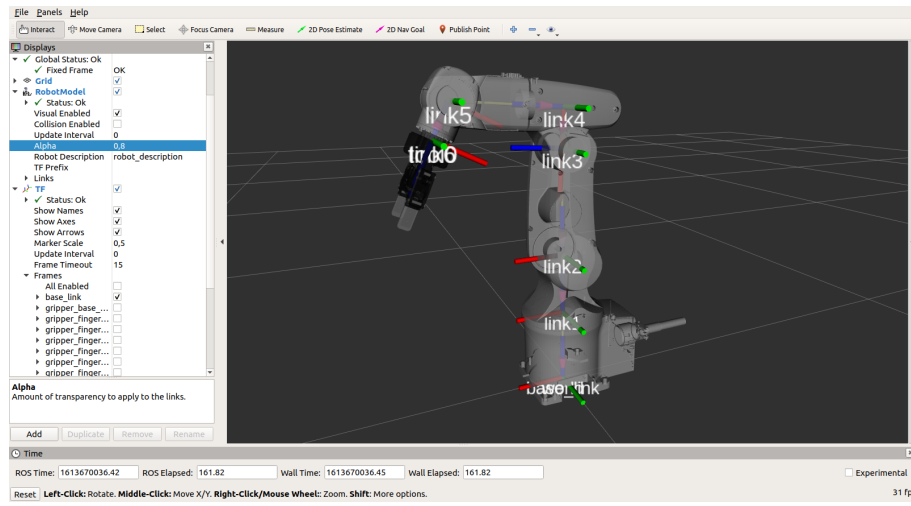 File Panels Help
Interact Move Camera Select Focus Camera Measure 2D Pose Estimate 2D Nav Goal Publish Point
Displays
Global Status: Ok
Fixed Frame OK
Grid
RobotModel
Status: Ok
Visual Enabled
Collision Enabled
Update Interval 0
Alpha 0,8
Robot Description robot_description
TF Prefix
Links
TF
Status: Ok
Show Names
Show Axes
Show Arrows
Marker Scale 0,5
Update Interval 0
Frame Timeout 15
Frames
All Enabled
base_link
gripper_base_...
gripper_finger...
gripper_finger...
gripper_finger...
gripper_finger...
gripper_finger...
gripper_finger...
Alpha
Amount of transparency to apply to the links.
Add Duplicate Remove Rename
link5
link4
link3
link2
link1
Time
ROS Time: 1613670036.42 ROS Elapsed: 161.82 Wall Time: 1613670036.45 Wall Elapsed: 161.82 Experimental
Reset Left-Click: Rotate. Middle-Click: Move X/Y. Right-Click/Mouse Wheel:: Zoom. Shift: More options. 31 fp